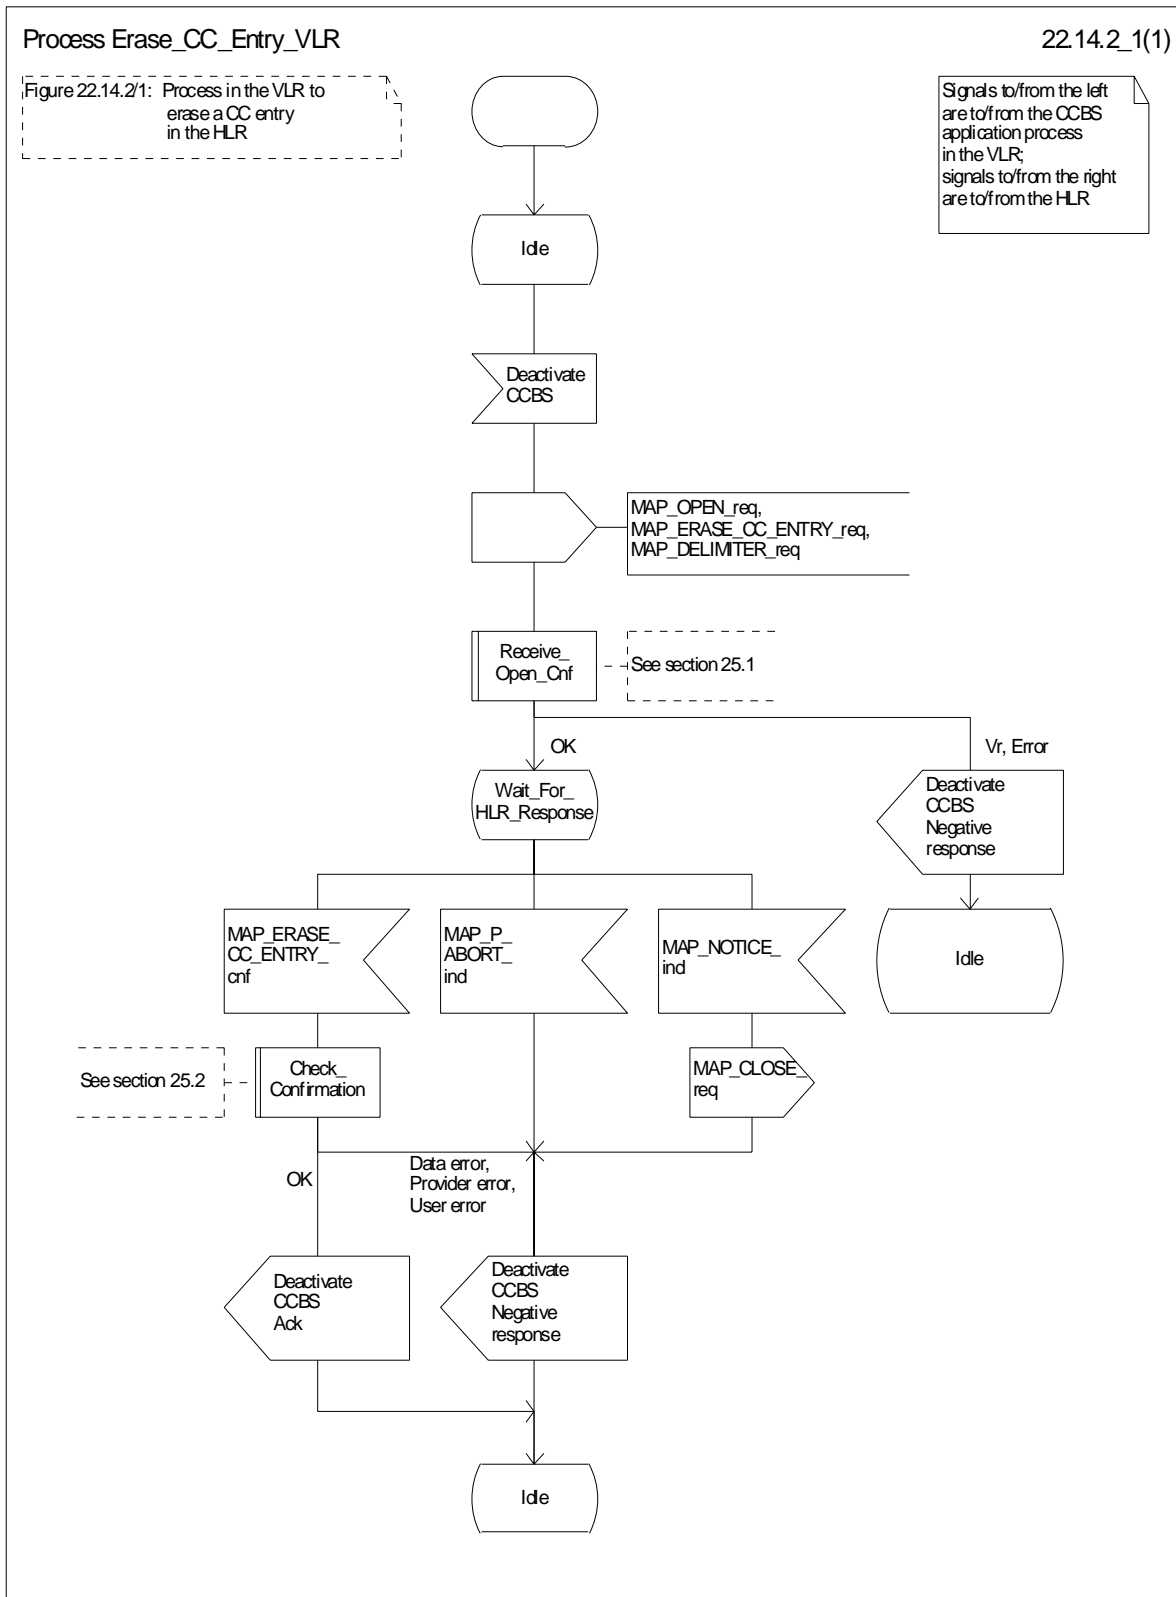 Process Erase_CC_Entry_VLR
22.14.2_1(1)
Figure 22.14.2/1: Process in the VLR to
erase a CC entry
in the HLR
Signals to/from the left
are to/from the CCBS
application process
in the VLR;
signals to/from the right
are to/from the HLR
Idle
Deactivate
CCBS
MAP_OPEN_req,
MAP_ERASE_CC_ENTRY_req,
MAP_DELIMITER_req
Receive_
Open_Cnf
See section 25.1
OK
Vr, Error
Wait_For_
HLR_Response
Deactivate
CCBS
Negative
response
MAP_ERASE_
CC_ENTRY_
cnf
MAP_P_
ABORT_
ind
MAP_NOTICE_
ind
Idle
See section 25.2
Check_
Confirmation
MAP_CLOSE_
req
OK
Data error,
Provider error,
User error
Deactivate
CCBS
Ack
Deactivate
CCBS
Negative
response
Idle